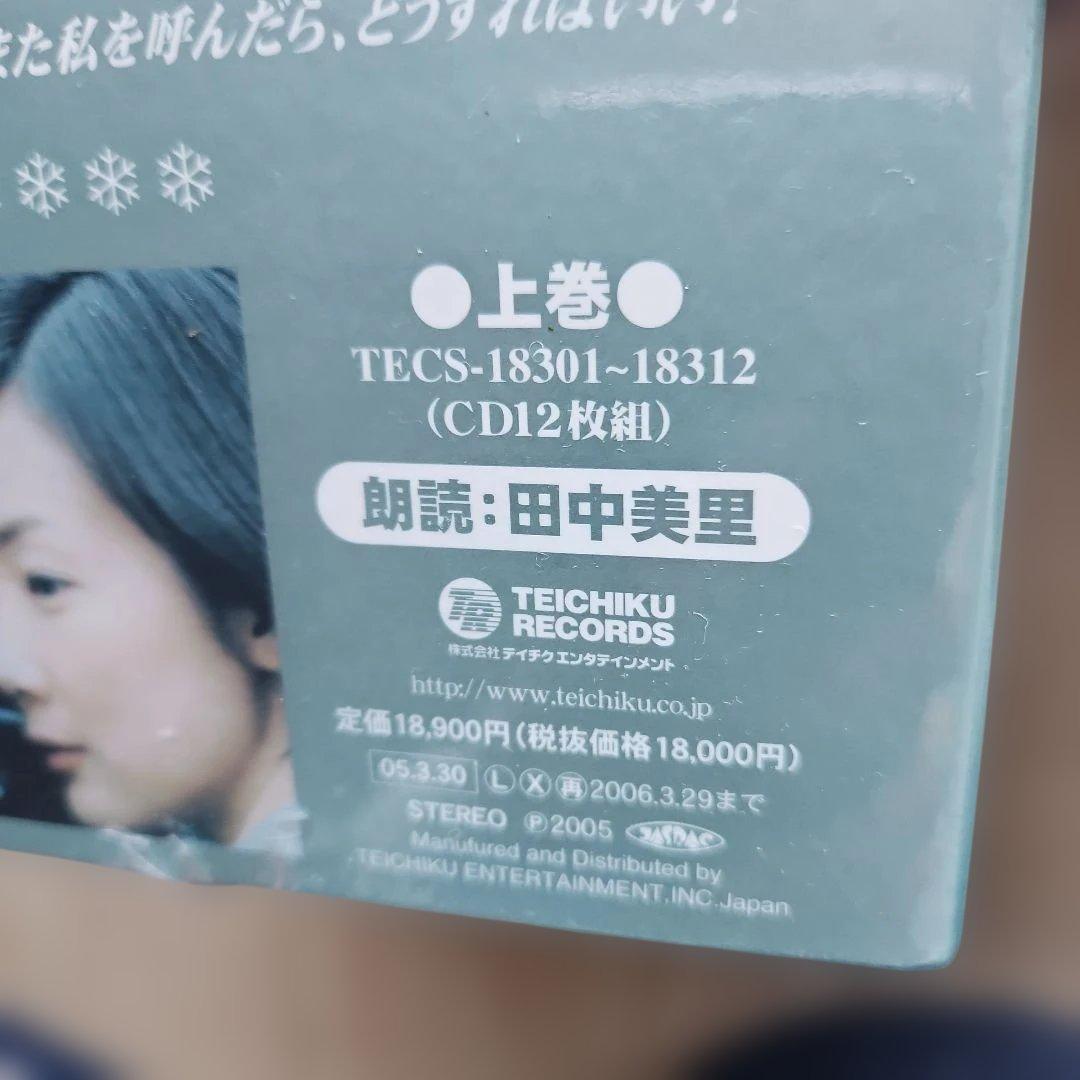 また私を呼んだら、どうすればいい?
●上巻●
TECS-18301~18312
(CD12枚組)
朗読:田中美里
TEICHIKU
RECORDS
株式会社テイチクエンタテインメント
http://www.teichiku.co.jp
定価18,900円(税抜価格18,000円)
05.3.30 Ⓛ Ⓧ 再 2006.3.29まで
STEREO Ⓟ2005 JASRAC
Manufured and Distributed by
TEICHIKU ENTERTAINMENT,INC.Japan